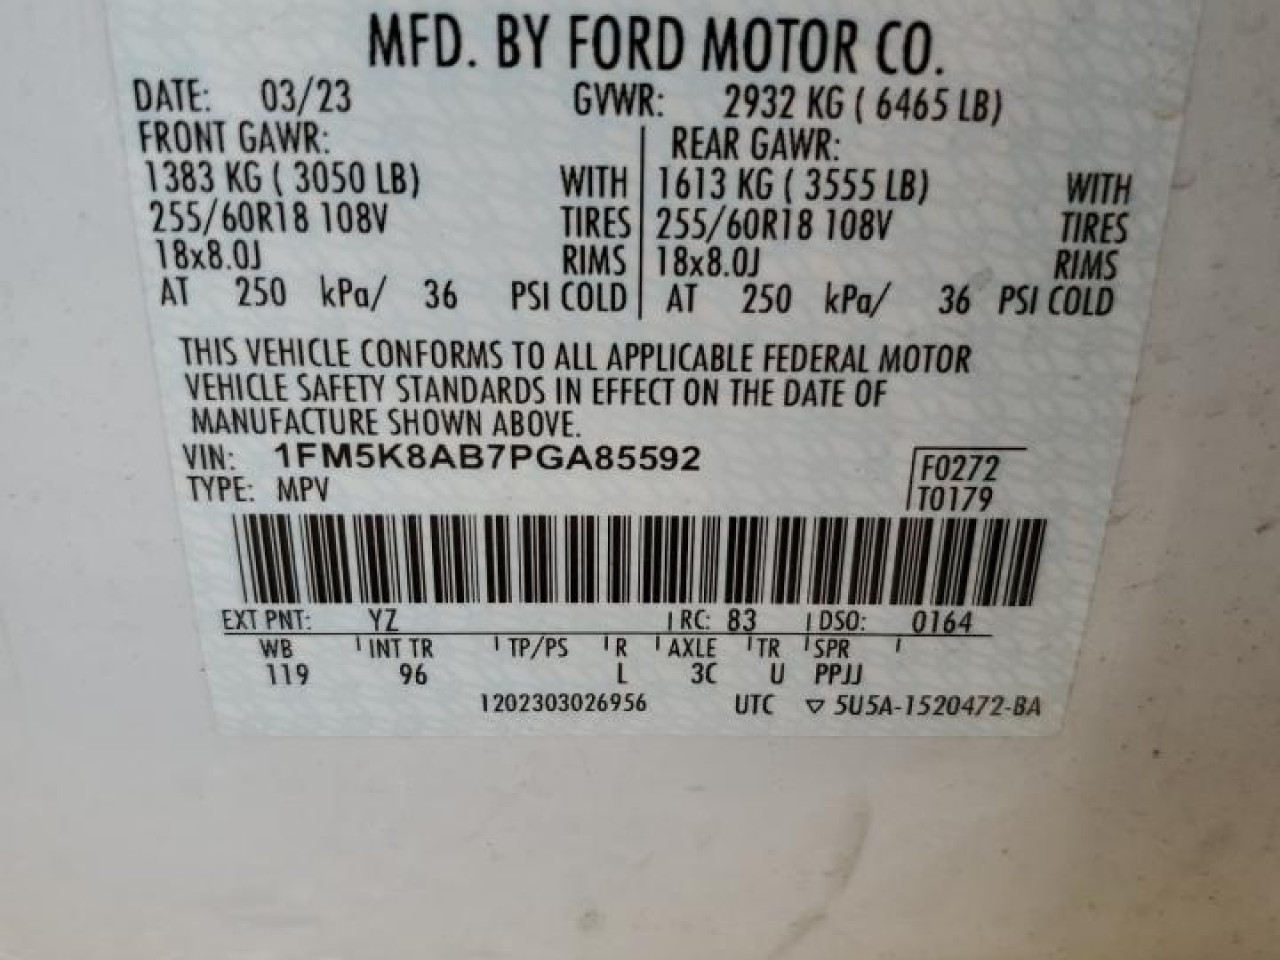 MFD. BY FORD MOTOR CO.
DATE: 03/23 GVWR: 2932 KG ( 6465 LB)
FRONT GAWR: REAR GAWR:
1383 KG ( 3050 LB) WITH 1613 KG ( 3555 LB) WITH
255/60R18 108V TIRES 255/60R18 108V TIRES
18x8.0J RIMS 18x8.0J RIMS
AT 250 kPa/ 36 PSI COLD AT 250 kPa/ 36 PSI COLD
THIS VEHICLE CONFORMS TO ALL APPLICABLE FEDERAL MOTOR
VEHICLE SAFETY STANDARDS IN EFFECT ON THE DATE OF
MANUFACTURE SHOWN ABOVE.
VIN: 1FM5K8AB7PGA85592 F0272
TYPE: MPV T0179
EXT PNT: YZ RC: 83 DSO: 0164
WB INT TR TP/PS R AXLE TR SPR
119 96 L 3C U PPJJ
1202303026956 UTC ▽ 5U5A-1520472-BA